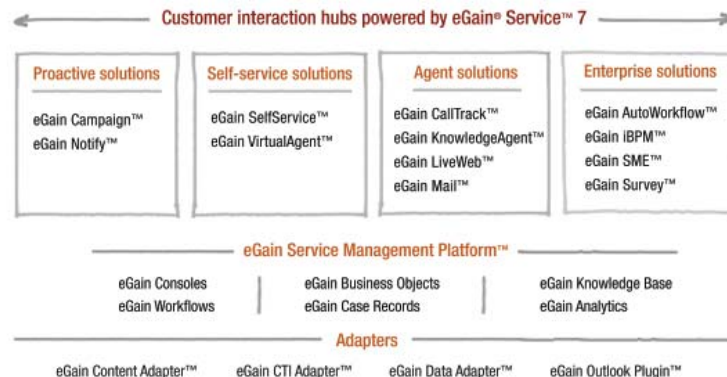 Customer interaction hubs powered by eGain® Service™ 7
Proactive solutions
eGain Campaign™
eGain Notify™
Self-service solutions
eGain SelfService™
eGain VirtualAgent™
Agent solutions
eGain CallTrack™
eGain KnowledgeAgent™
eGain LiveWeb™
eGain Mail™
Enterprise solutions
eGain AutoWorkflow™
eGain iBPM™
eGain SME™
eGain Survey™
eGain Service Management Platform™
eGain Consoles
eGain Workflows
eGain Business Objects
eGain Case Records
eGain Knowledge Base
eGain Analytics
Adapters
eGain Content Adapter™ eGain CTI Adapter™ eGain Data Adapter™ eGain Outlook Plugin™